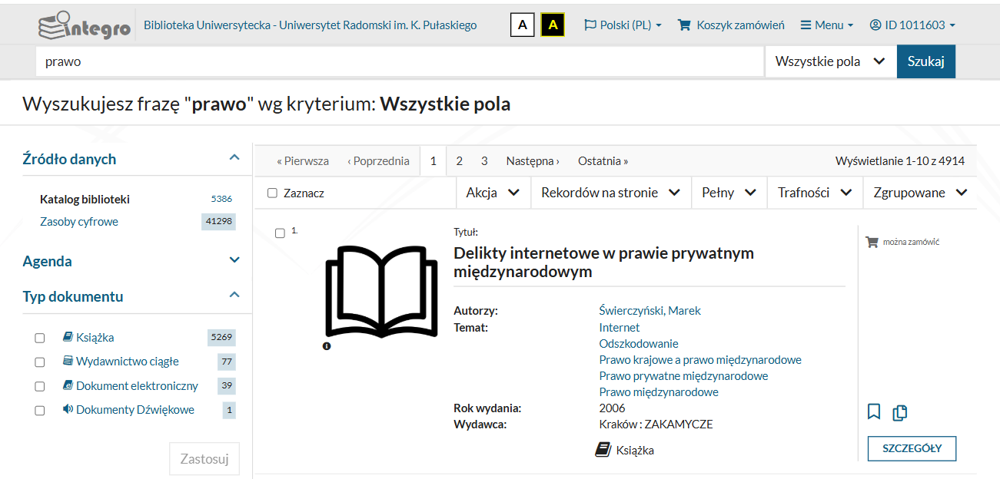 integro
Biblioteka Uniwersytecka - Uniwersytet Radomski im. K. Pułaskiego
A A Polski (PL) Koszyk zamówień Menu ID 1011603
prawo Wszystkie pola Szukaj
Wyszukujesz frazę "prawo" wg kryterium: Wszystkie pola
Źródło danych
Katalog biblioteki 5386
Zasoby cyfrowe 41298
Agenda
Typ dokumentu
Książka 5269
Wydawnictwo ciągłe 77
Dokument elektroniczny 39
Dokumenty Dźwiękowe 1
Zastosuj
« Pierwsza ‹ Poprzednia 1 2 3 Następna › Ostatnia » Wyświetlanie 1-10 z 4914
Zaznacz Akcja Rekordów na stronie Pełny Trafności Zgrupowane
1.
Tytuł:
Delikty internetowe w prawie prywatnym
międzynarodowym
Autorzy: Świerczyński, Marek
Temat: Internet
Odszkodowanie
Prawo krajowe a prawo międzynarodowe
Prawo prywatne międzynarodowe
Prawo międzynarodowe
Rok wydania: 2006
Wydawca: Kraków : ZAKAMYCZE
Książka
można zamówić
SZCZEGÓŁY